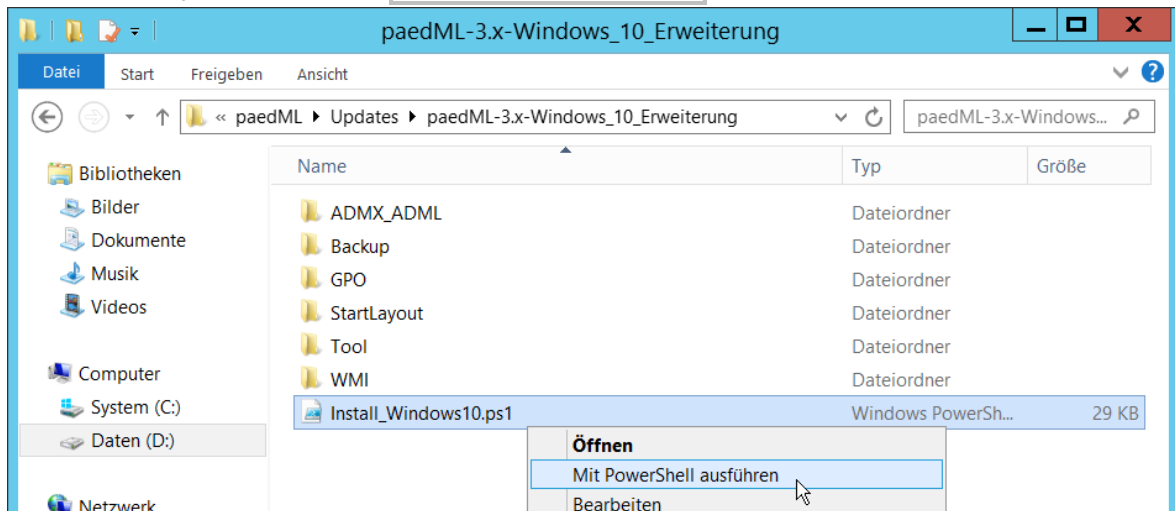 paedML-3.x-Windows_10_Erweiterung
Datei Start Freigeben Ansicht
« paedML Updates paedML-3.x-Windows_10_Erweiterung paedML-3.x-Windows...
Name Typ Größe
Bibliotheken
Bilder
Dokumente
Musik
Videos
Computer
System (C:)
Daten (D:)
Netzwerk
ADMX_ADML Dateiordner
Backup Dateiordner
GPO Dateiordner
StartLayout Dateiordner
Tool Dateiordner
WMI Dateiordner
Install_Windows10.ps1 Windows PowerSh... 29 KB
Öffnen
Mit PowerShell ausführen
Bearbeiten